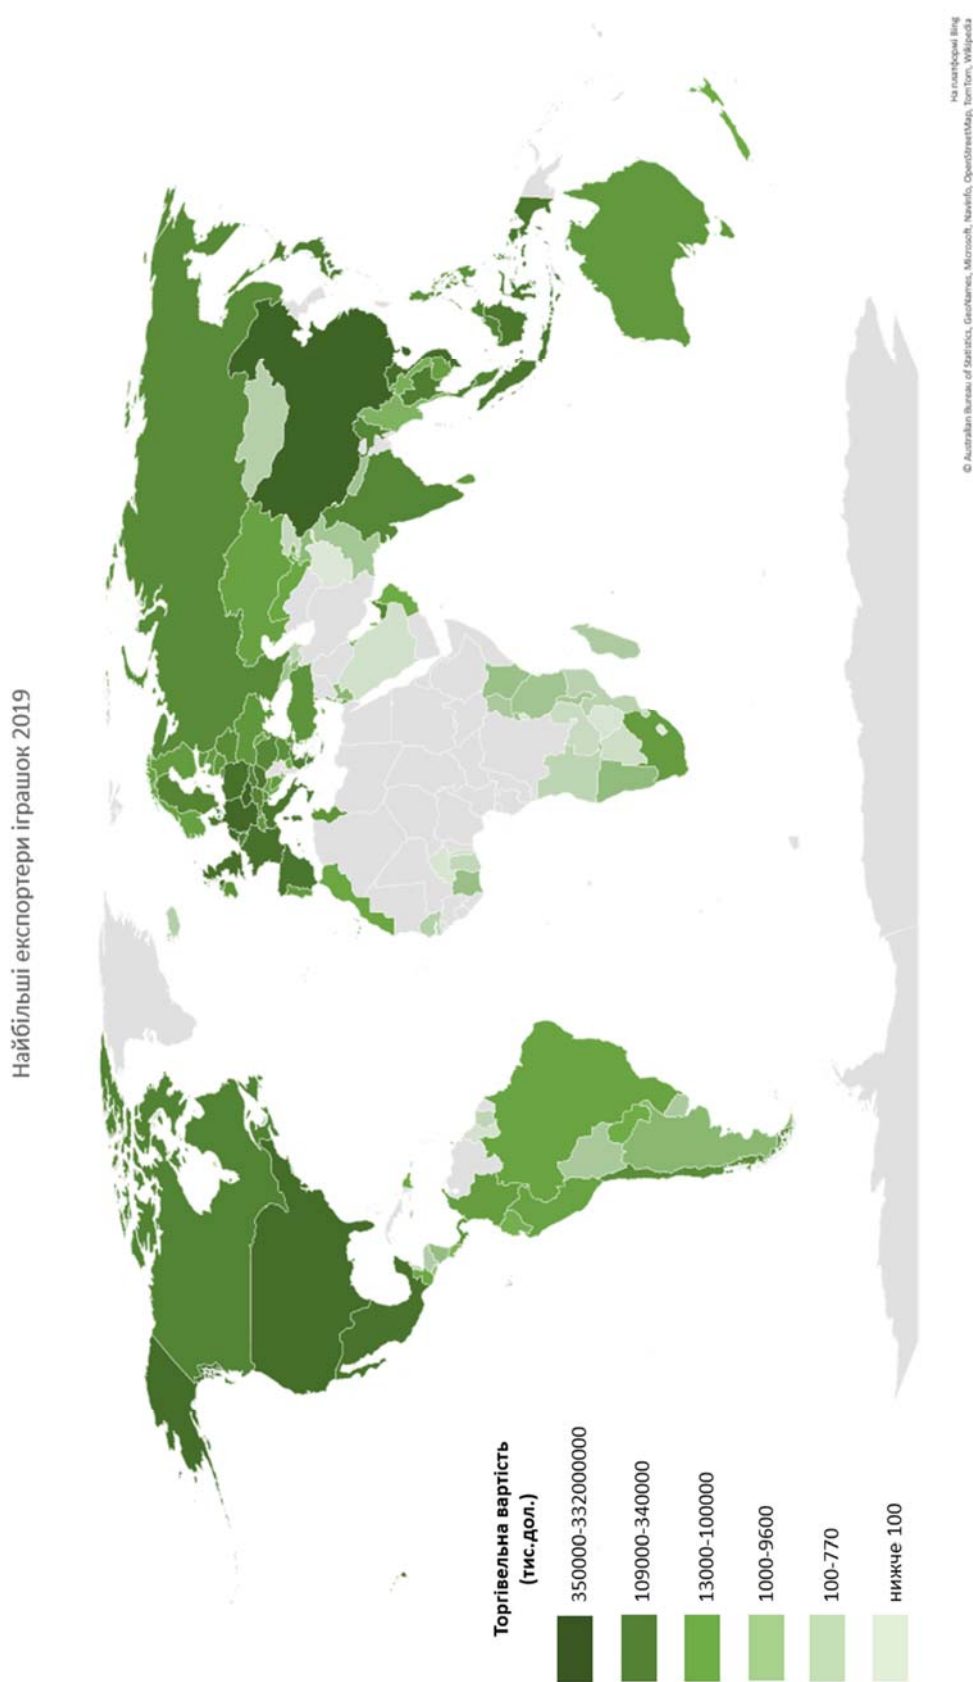 Найбільші експортери іграшок 2019
Торгівельна вартість
(тис.дол.)
350000-332000000
109000-340000
13000-100000
1000-9600
100-770
нижче 100
На платформі Bing
© Australian Bureau of Statistics, GeoNames, Microsoft, Navinfo, OpenStreetMap, TomTom, Wikipedia